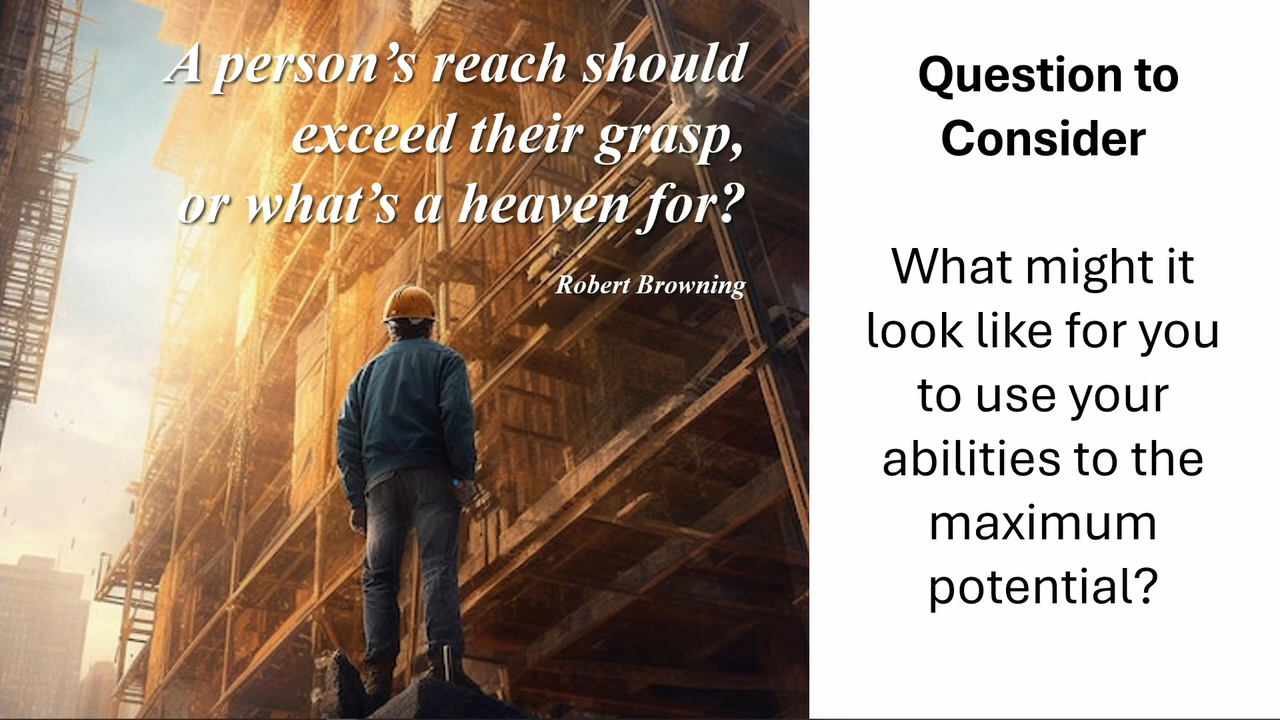 A person’s reach should
exceed their grasp,
or what’s a heaven for?
Robert Browning
Question to
Consider
What might it
look like for you
to use your
abilities to the
maximum
potential?